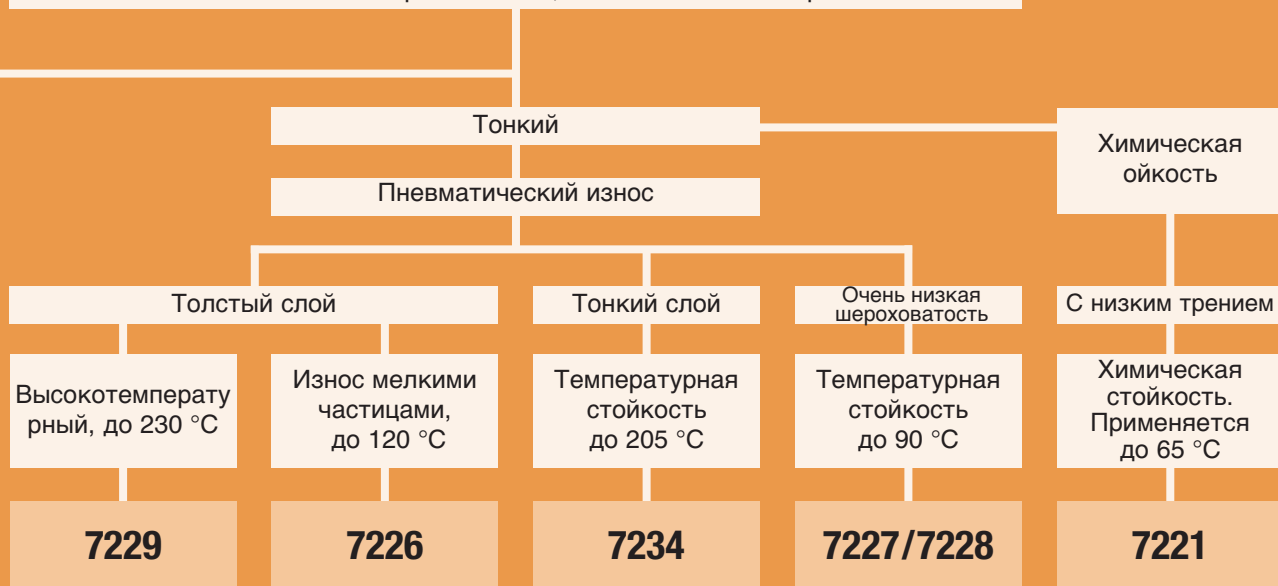 Тонкий
Химическая
ойкость
Пневматический износ
Толстый слой
Тонкий слой
Очень низкая
шероховатость
С низким трением
Высокотемперату
рный, до 230 °C
Износ мелкими
частицами,
до 120 °C
Температурная
стойкость
до 205 °C
Температурная
стойкость
до 90 °C
Химическая
стойкость.
Применяется
до 65 °C
7229
7226
7234
7227/7228
7221